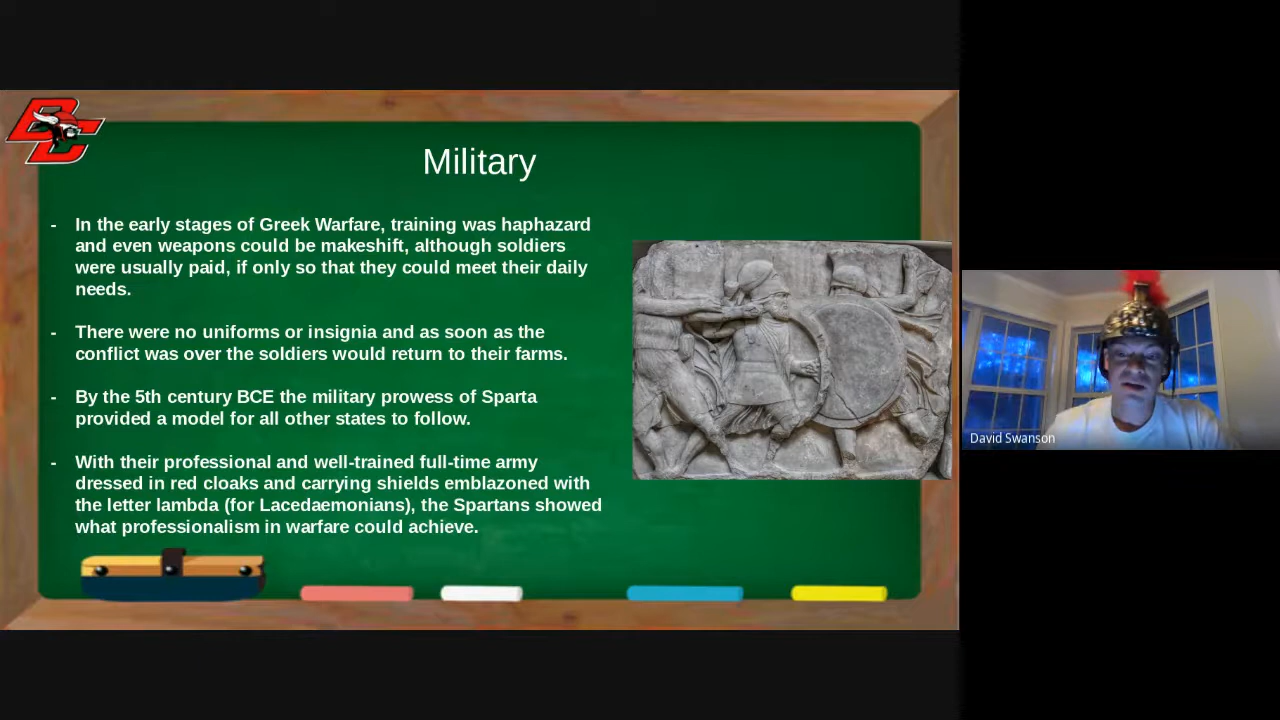 BC
Military
- In the early stages of Greek Warfare, training was haphazard
and even weapons could be makeshift, although soldiers
were usually paid, if only so that they could meet their daily
needs.
- There were no uniforms or insignia and as soon as the
conflict was over the soldiers would return to their farms.
- By the 5th century BCE the military prowess of Sparta
provided a model for all other states to follow.
- With their professional and well-trained full-time army
dressed in red cloaks and carrying shields emblazoned with
the letter lambda (for Lacedaemonians), the Spartans showed
what professionalism in warfare could achieve.
David Swanson